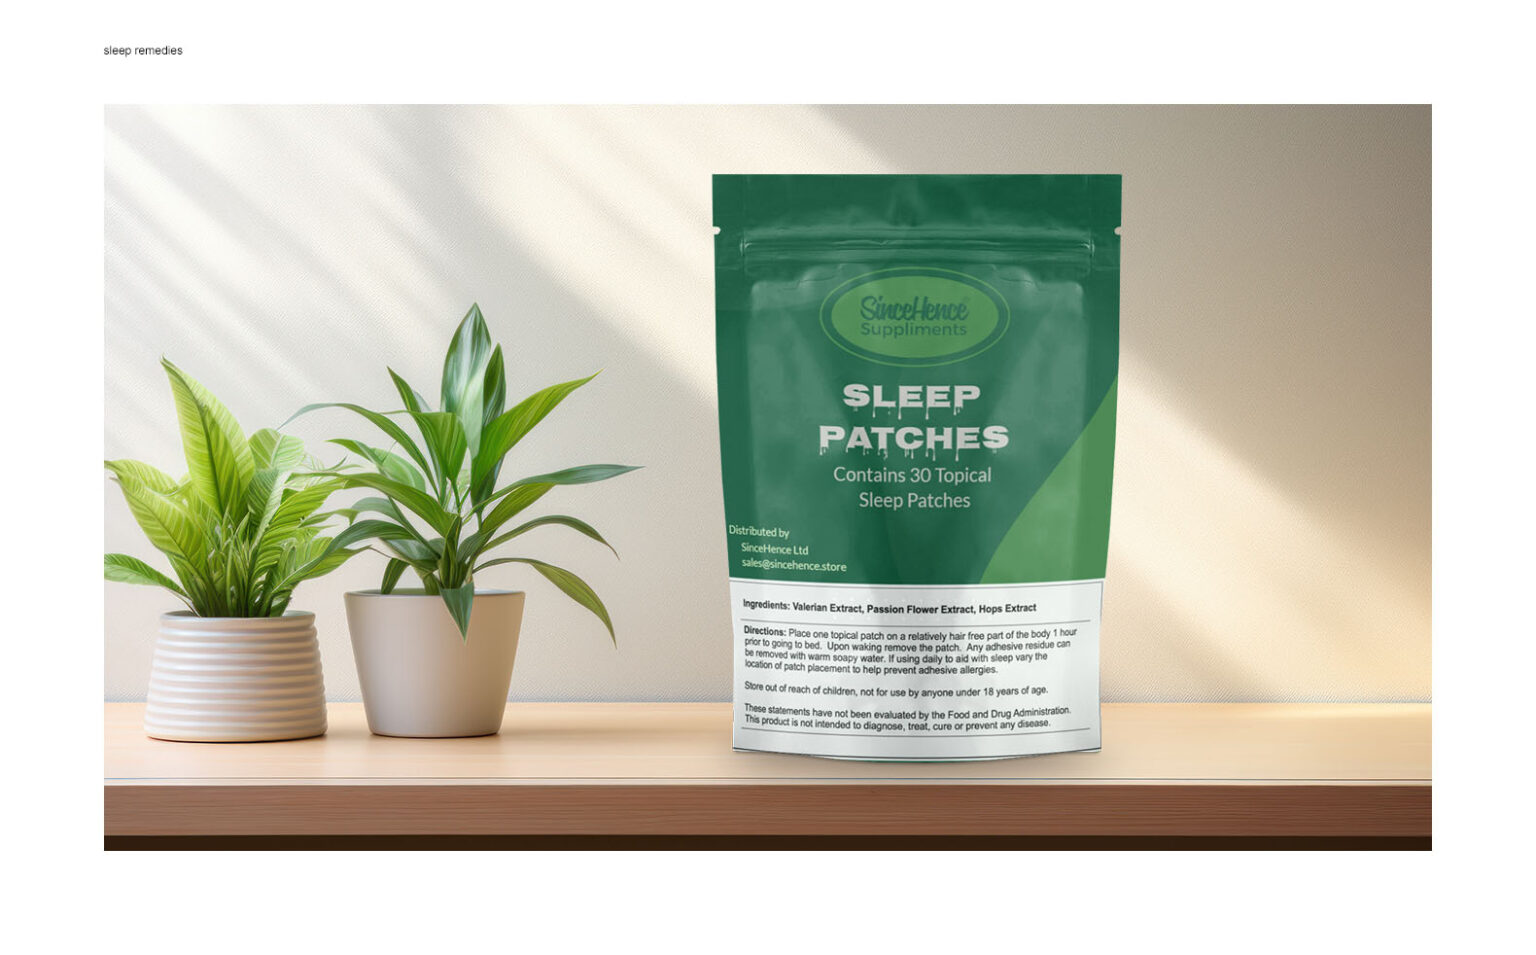 sleep remedies
SinceHence
Suppliments
SLEEP
PATCHES
Contains 30 Topical
Sleep Patches
Distributed by
SinceHence Ltd
sales@sincehence.store
Ingredients: Valerian Extract, Passion Flower Extract, Hops Extract
Directions: Place one topical patch on a relatively hair free part of the body 1 hour
prior to going to bed. Upon waking remove the patch. Any adhesive residue can
be removed with warm soapy water. If using daily to aid with sleep vary the
location of patch placement to help prevent adhesive allergies.
Store out of reach of children, not for use by anyone under 18 years of age.
These statements have not been evaluated by the Food and Drug Administration.
This product is not intended to diagnose, treat, cure or prevent any disease.